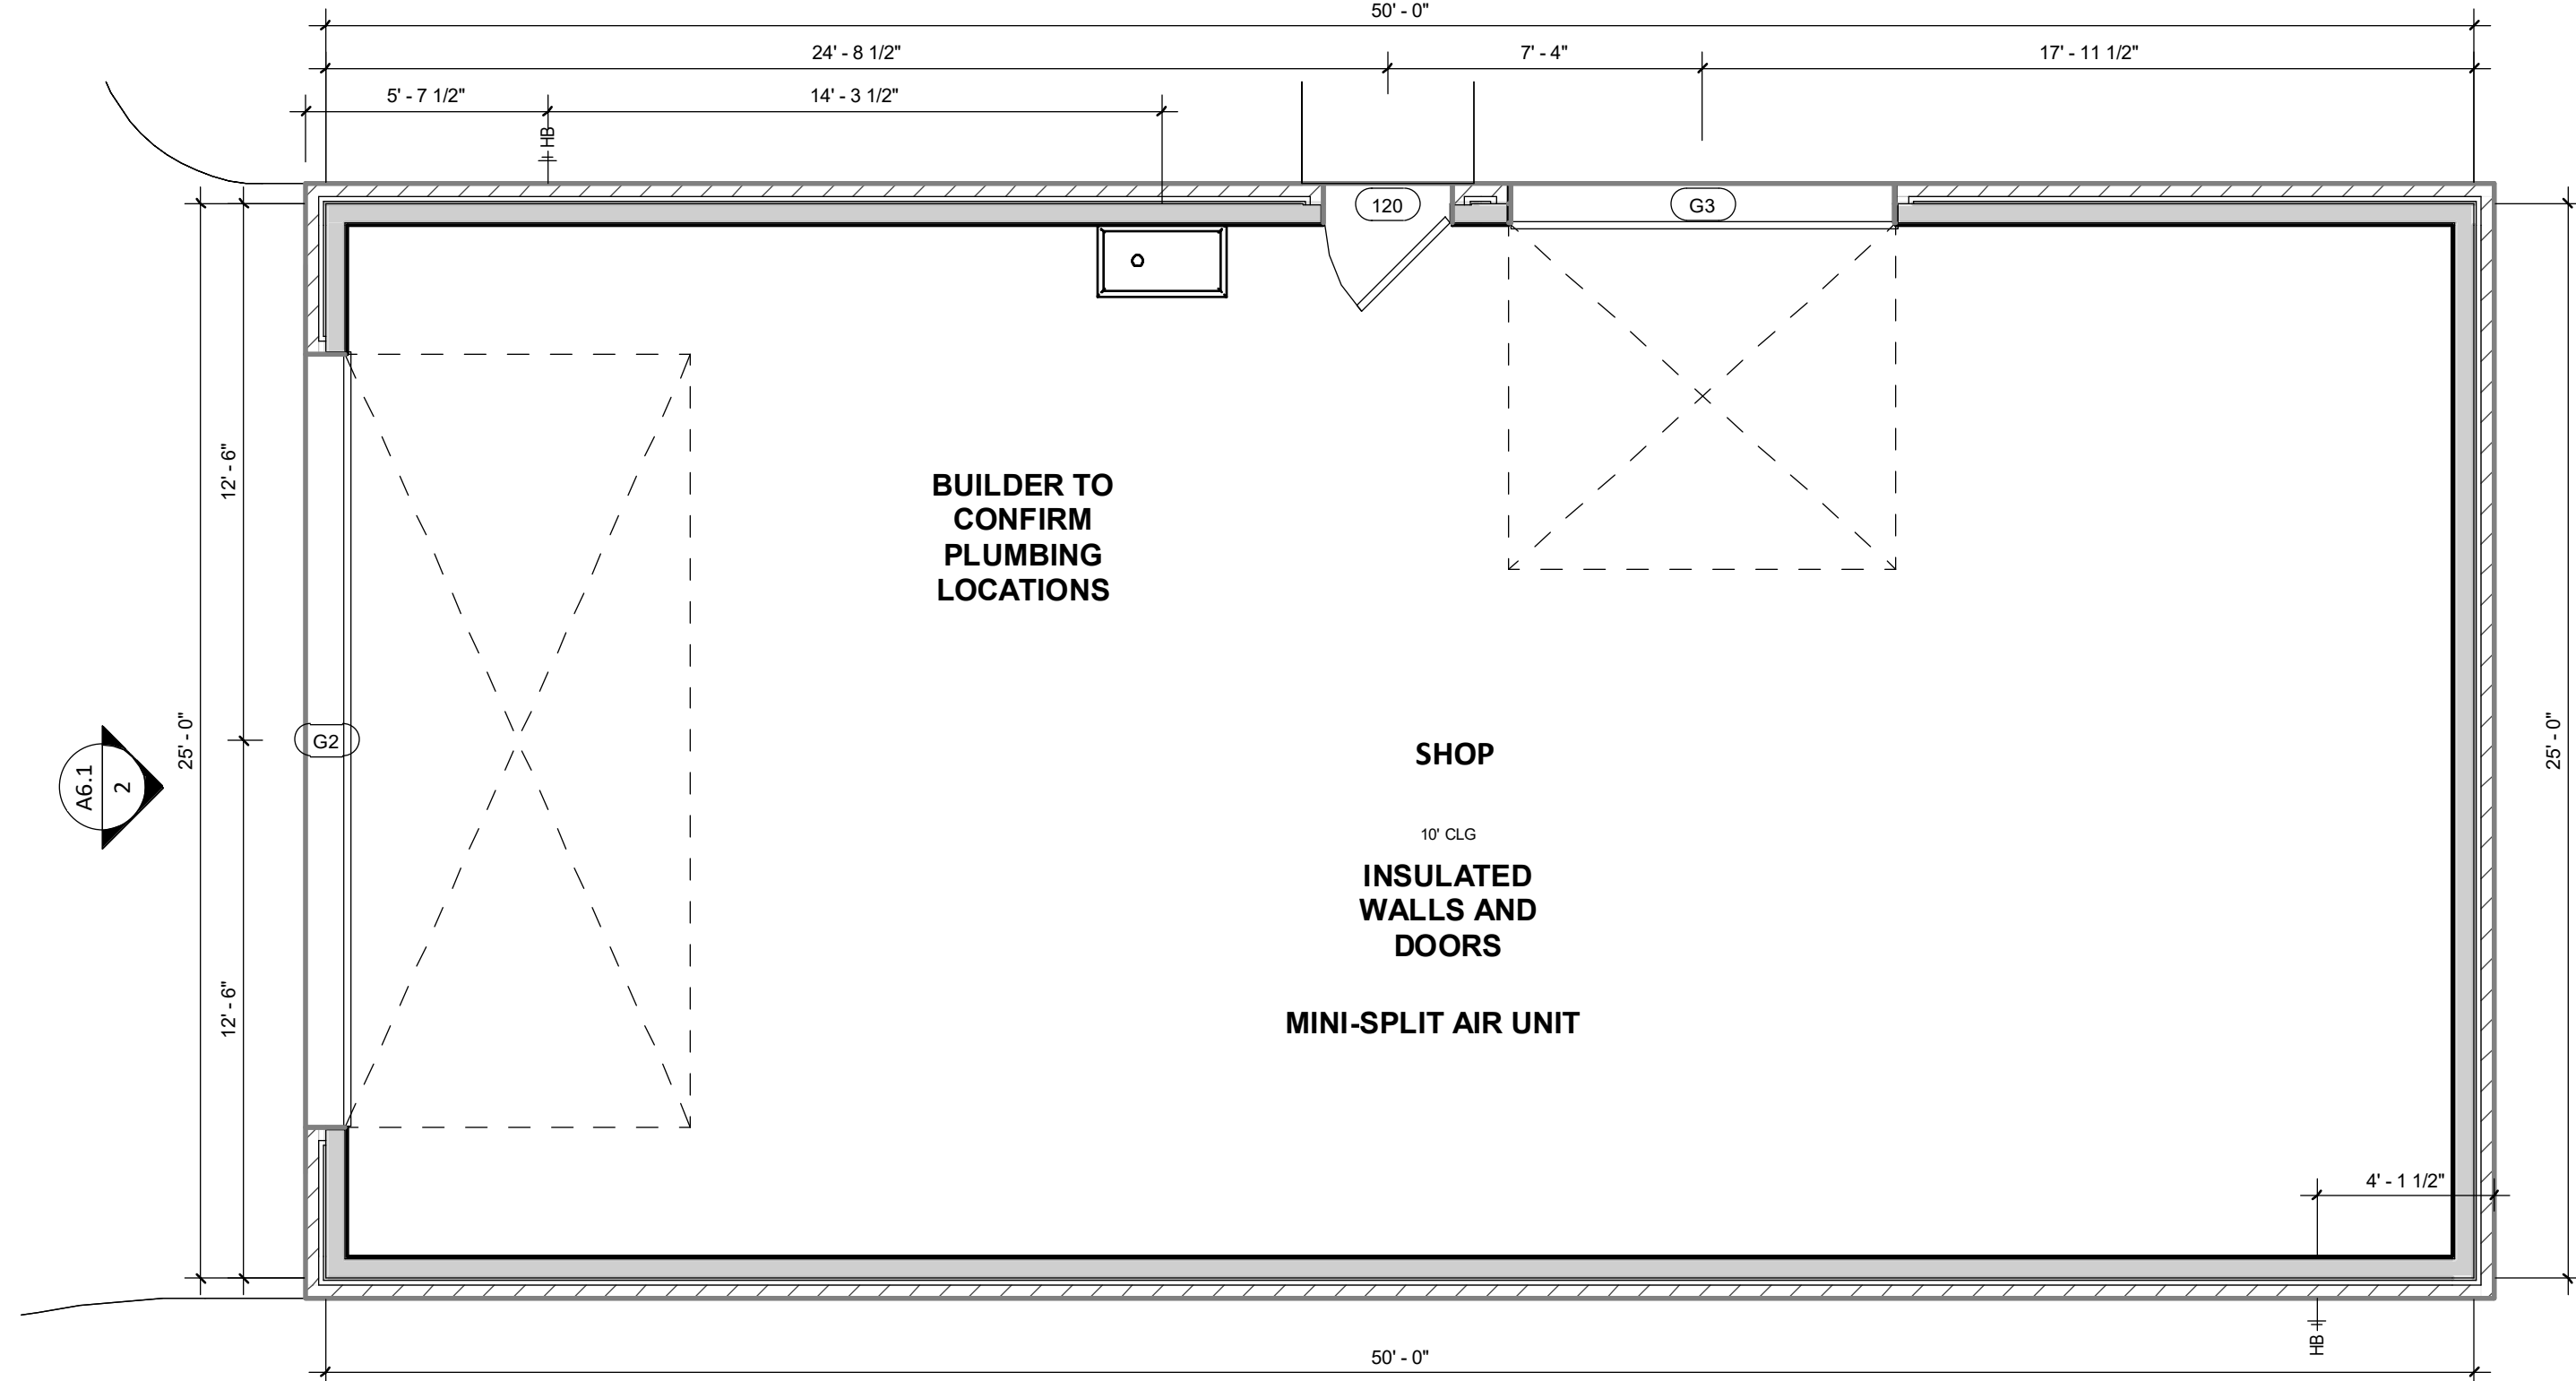 50' - 0"
24' - 8 1/2"
7' - 4"
17' - 11 1/2"
5' - 7 1/2"
14' - 3 1/2"
HB
120
G3
12' - 6"
BUILDER TO
CONFIRM
PLUMBING
LOCATIONS
25' - 0"
G2
A6.1
2
SHOP
25' - 0"
10' CLG
INSULATED
WALLS AND
DOORS
12' - 6"
MINI-SPLIT AIR UNIT
4' - 1 1/2"
HB
50' - 0"